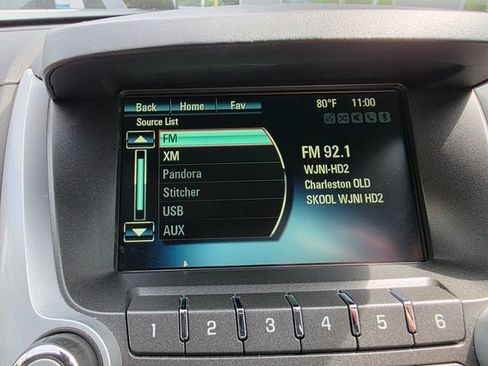 Back Home Fav 80°F 11:00
Source List
FM
XM
Pandora
Stitcher
USB
AUX
FM 92.1
WJNI-HD2
Charleston OLD
SKOOL WJNI HD2
1 2 3 4 5 6